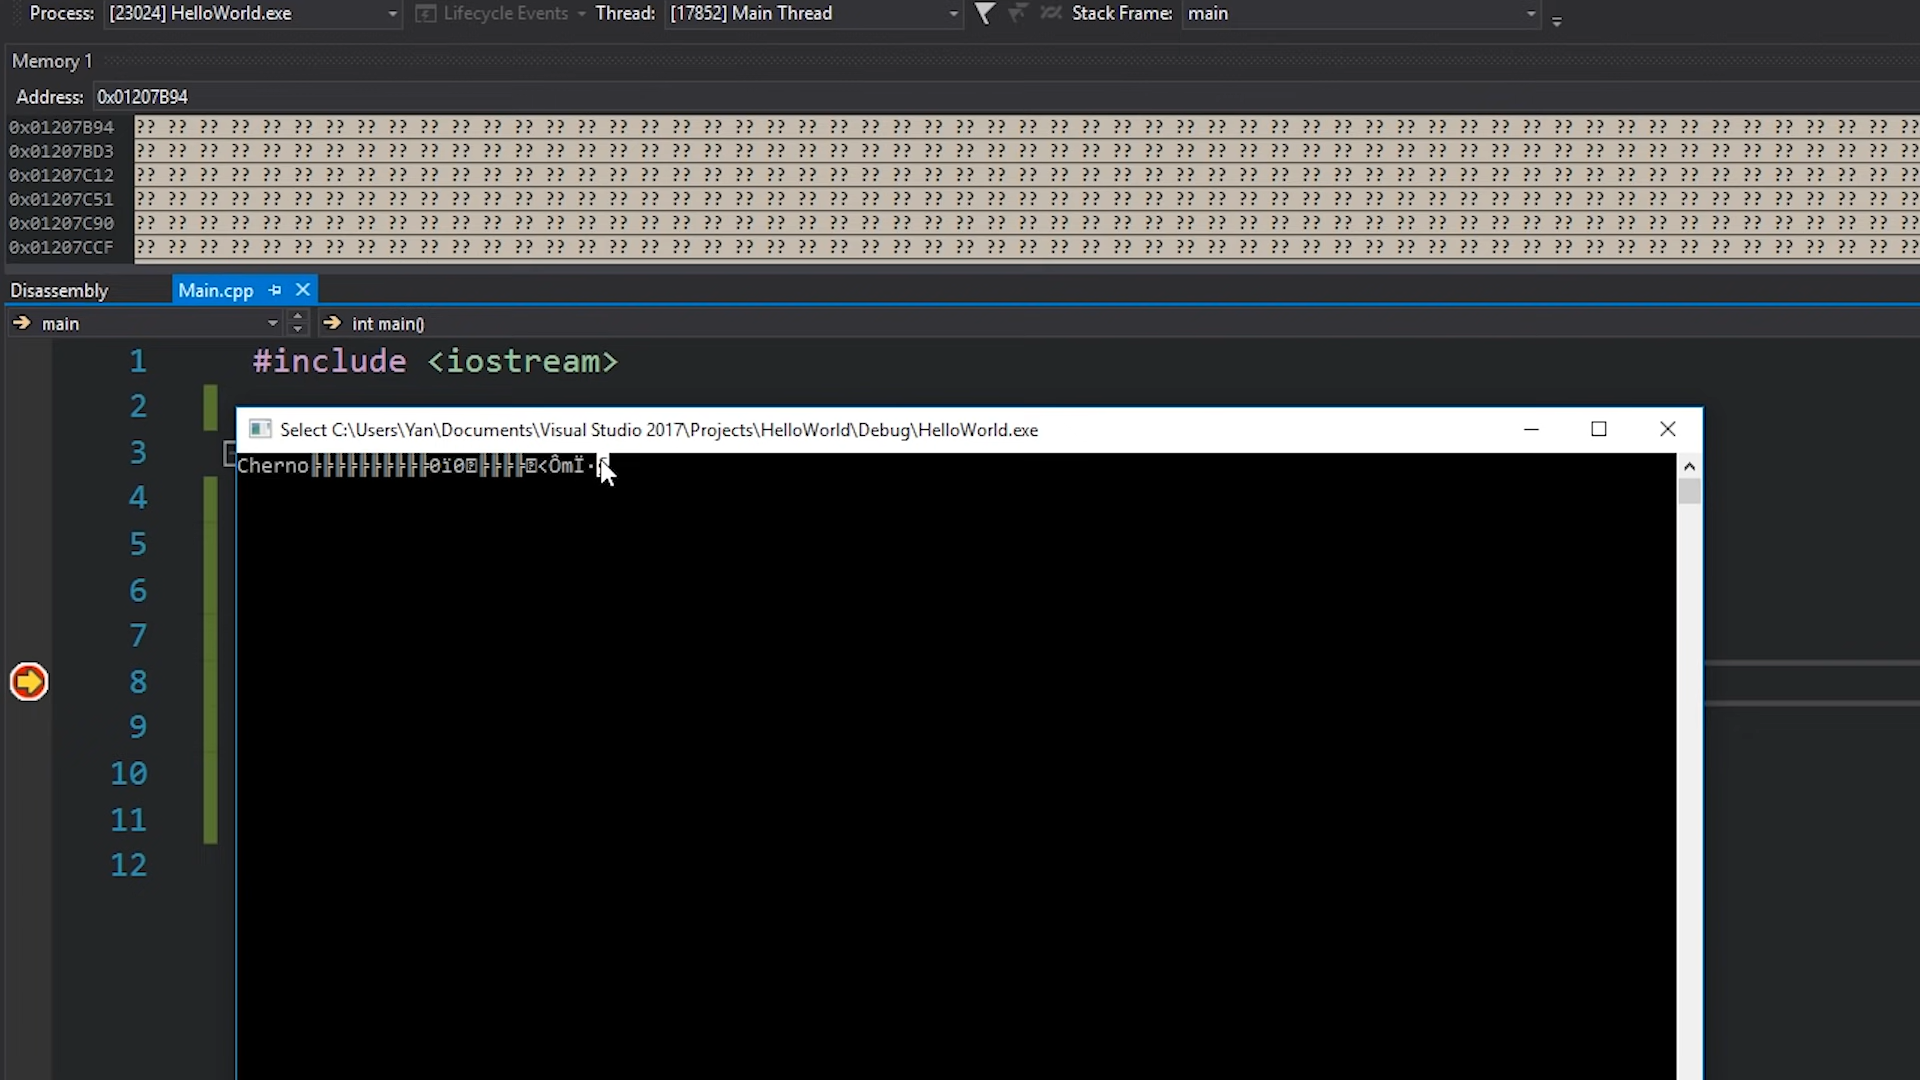 Process: [23024] HelloWorld.exe Lifecycle Events Thread: [17852] Main Thread Stack Frame: main
Memory 1
Address: 0x01207B94
0x01207B94 ?? ?? ?? ?? ?? ?? ?? ?? ?? ?? ?? ?? ?? ?? ?? ?? ?? ?? ?? ?? ?? ?? ?? ?? ?? ?? ?? ?? ?? ?? ?? ?? ?? ?? ?? ?? ?? ?? ?? ?? ?? ?? ?? ?? ?? ?? ?? ?? ?? ?? ?? ?? ?? ?? ?? ?? ??
0x01207BD3 ?? ?? ?? ?? ?? ?? ?? ?? ?? ?? ?? ?? ?? ?? ?? ?? ?? ?? ?? ?? ?? ?? ?? ?? ?? ?? ?? ?? ?? ?? ?? ?? ?? ?? ?? ?? ?? ?? ?? ?? ?? ?? ?? ?? ?? ?? ?? ?? ?? ?? ?? ?? ?? ?? ?? ?? ??
0x01207C12 ?? ?? ?? ?? ?? ?? ?? ?? ?? ?? ?? ?? ?? ?? ?? ?? ?? ?? ?? ?? ?? ?? ?? ?? ?? ?? ?? ?? ?? ?? ?? ?? ?? ?? ?? ?? ?? ?? ?? ?? ?? ?? ?? ?? ?? ?? ?? ?? ?? ?? ?? ?? ?? ?? ?? ?? ??
0x01207C51 ?? ?? ?? ?? ?? ?? ?? ?? ?? ?? ?? ?? ?? ?? ?? ?? ?? ?? ?? ?? ?? ?? ?? ?? ?? ?? ?? ?? ?? ?? ?? ?? ?? ?? ?? ?? ?? ?? ?? ?? ?? ?? ?? ?? ?? ?? ?? ?? ?? ?? ?? ?? ?? ?? ?? ?? ??
0x01207C90 ?? ?? ?? ?? ?? ?? ?? ?? ?? ?? ?? ?? ?? ?? ?? ?? ?? ?? ?? ?? ?? ?? ?? ?? ?? ?? ?? ?? ?? ?? ?? ?? ?? ?? ?? ?? ?? ?? ?? ?? ?? ?? ?? ?? ?? ?? ?? ?? ?? ?? ?? ?? ?? ?? ?? ?? ??
0x01207CCF ?? ?? ?? ?? ?? ?? ?? ?? ?? ?? ?? ?? ?? ?? ?? ?? ?? ?? ?? ?? ?? ?? ?? ?? ?? ?? ?? ?? ?? ?? ?? ?? ?? ?? ?? ?? ?? ?? ?? ?? ?? ?? ?? ?? ?? ?? ?? ?? ?? ?? ?? ?? ?? ?? ?? ?? ??
Disassembly Main.cpp
main int main()
1 #include <iostream>
2
Select C:\Users\Yan\Documents\Visual Studio 2017\Projects\HelloWorld\Debug\HelloWorld.exe
3
Cherno╠╠╠╠╠╠╠╠╠╠0ï0⍰╠╠╠╠⍰<ÔmÏ·
4
5
6
7
8
9
10
11
12